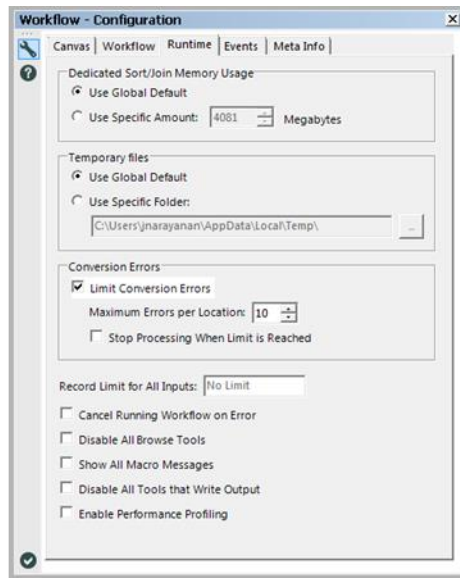 Workflow - Configuration
Canvas Workflow Runtime Events Meta Info
Dedicated Sort/Join Memory Usage
Use Global Default
Use Specific Amount: 4081 Megabytes
Temporary files
Use Global Default
Use Specific Folder:
C:\Users\jnarayanan\AppData\Local\Temp\ ...
Conversion Errors
Limit Conversion Errors
Maximum Errors per Location: 10
Stop Processing When Limit is Reached
Record Limit for All Inputs: No Limit
Cancel Running Workflow on Error
Disable All Browse Tools
Show All Macro Messages
Disable All Tools that Write Output
Enable Performance Profiling